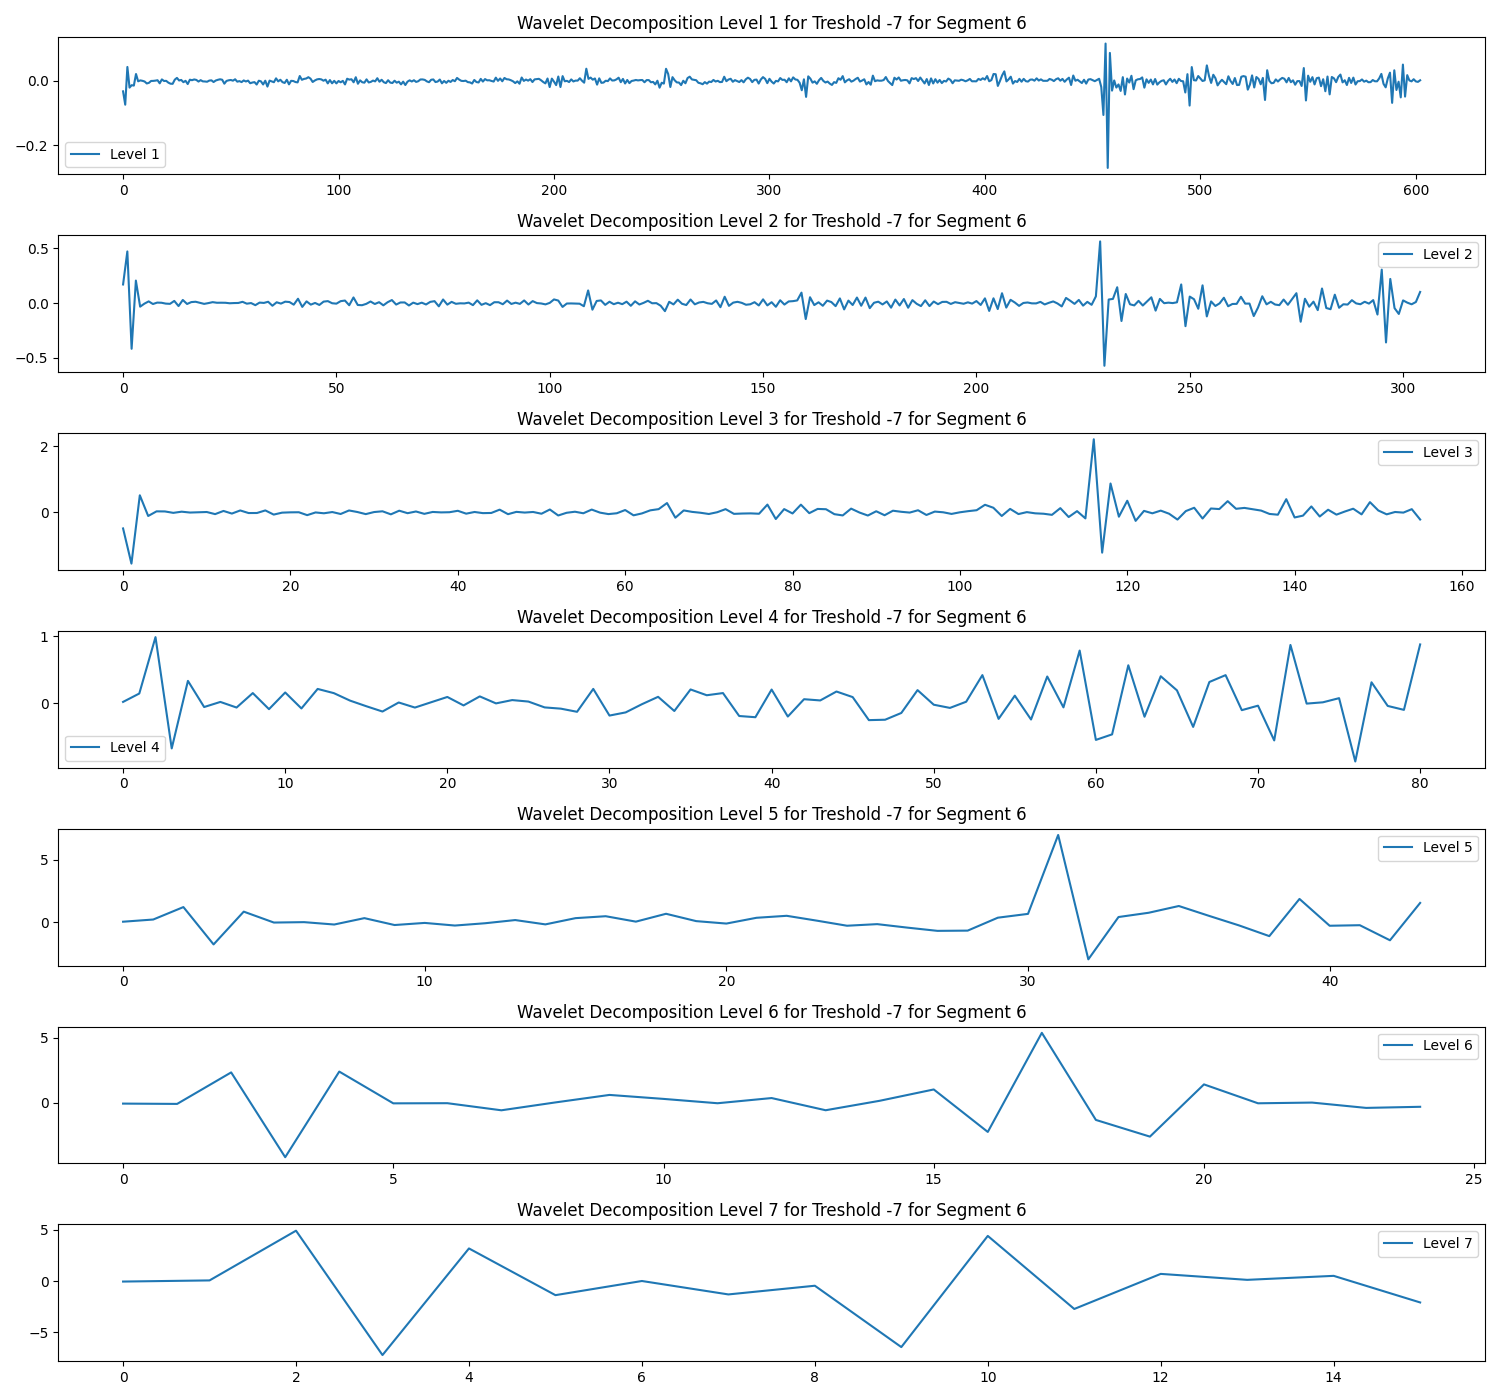 Wavelet Decomposition Level 1 for Treshold -7 for Segment 6
0.0
-0.2
Level 1
0 100 200 300 400 500 600
Wavelet Decomposition Level 2 for Treshold -7 for Segment 6
0.5
0.0
-0.5
Level 2
0 50 100 150 200 250 300
Wavelet Decomposition Level 3 for Treshold -7 for Segment 6
2
0
Level 3
0 20 40 60 80 100 120 140 160
Wavelet Decomposition Level 4 for Treshold -7 for Segment 6
1
0
Level 4
0 10 20 30 40 50 60 70 80
Wavelet Decomposition Level 5 for Treshold -7 for Segment 6
5
0
Level 5
0 10 20 30 40
Wavelet Decomposition Level 6 for Treshold -7 for Segment 6
5
0
Level 6
0 5 10 15 20 25
Wavelet Decomposition Level 7 for Treshold -7 for Segment 6
5
0
-5
Level 7
0 2 4 6 8 10 12 14